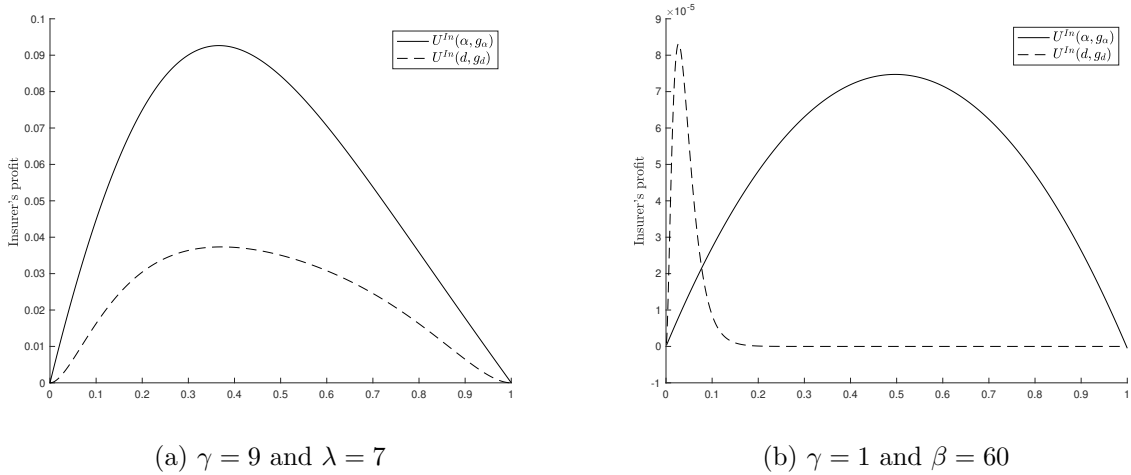 0.1
0.09
0.08
0.07
0.06
0.05
0.04
0.03
0.02
0.01
0
Insurer's profit
0 0.1 0.2 0.3 0.4 0.5 0.6 0.7 0.8 0.9 1
U^{In}(α, g_α)
U^{In}(d, g_d)
(a) γ = 9 and λ = 7
×10^{-5}
9
8
7
6
5
4
3
2
1
0
-1
Insurer's profit
0 0.1 0.2 0.3 0.4 0.5 0.6 0.7 0.8 0.9 1
U^{In}(α, g_α)
U^{In}(d, g_d)
(b) γ = 1 and β = 60